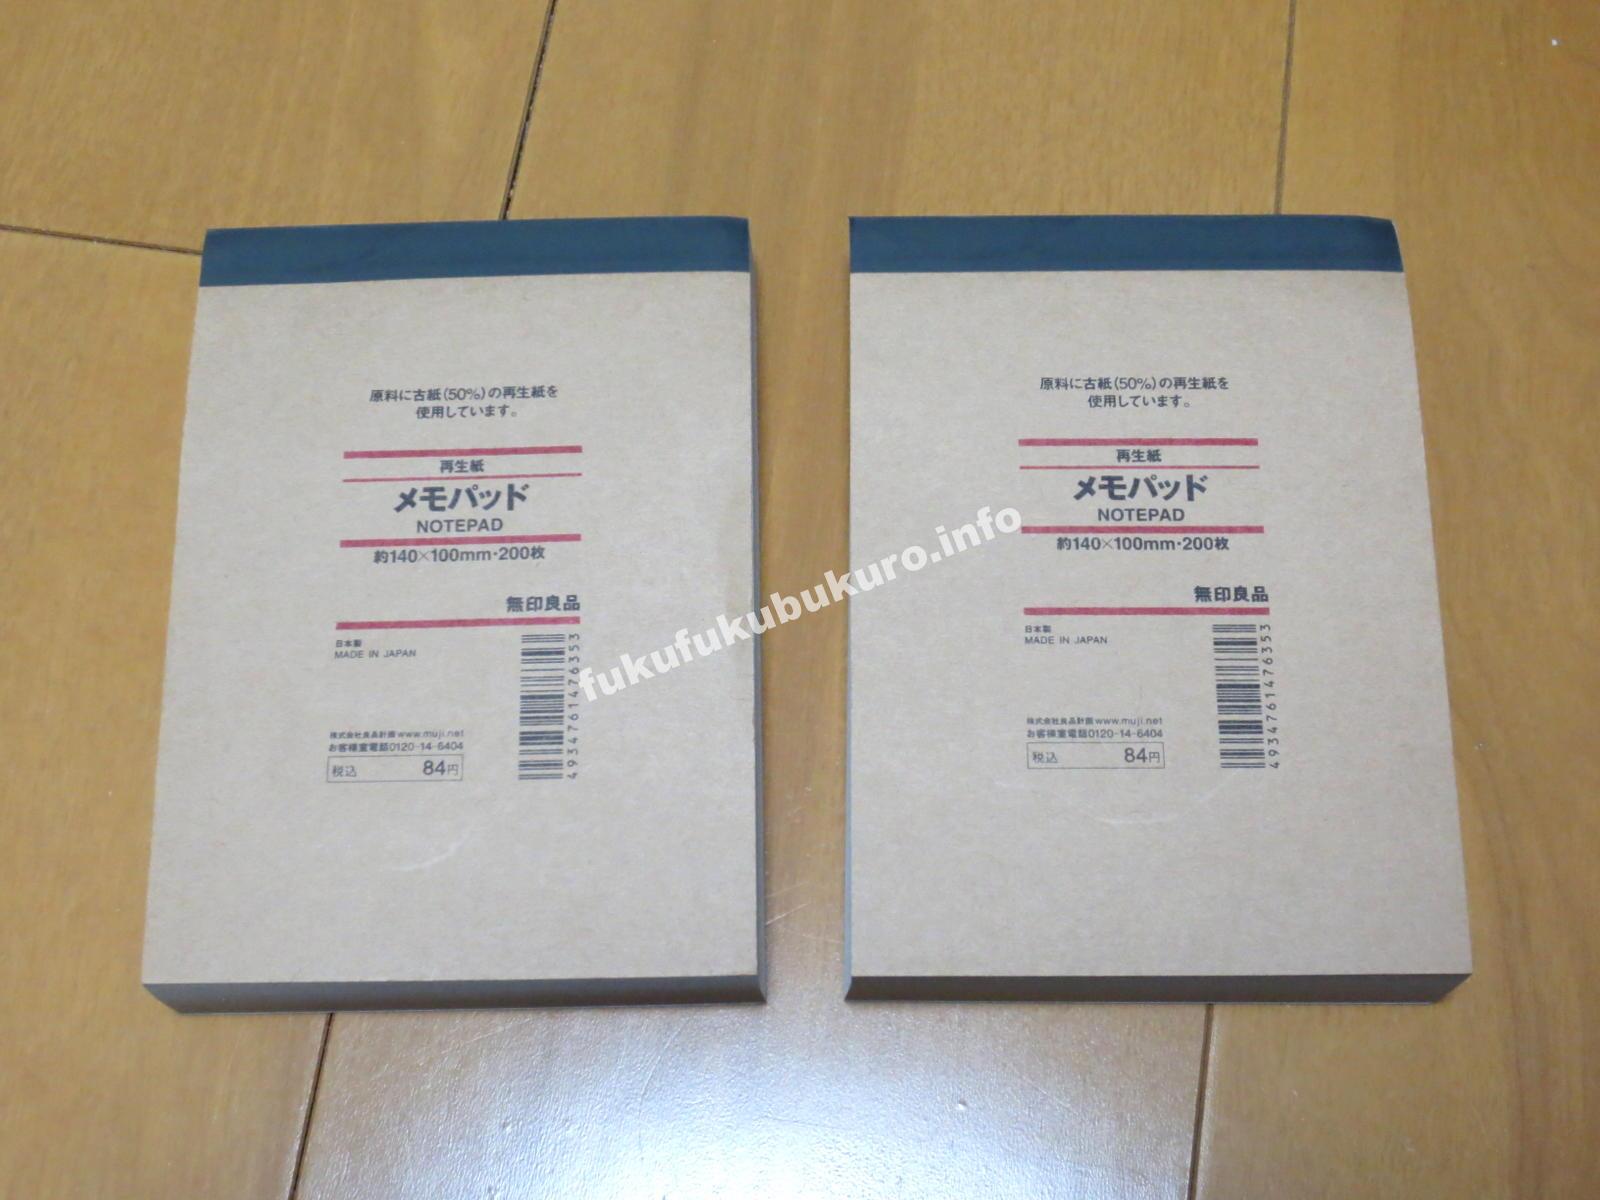 原料に古紙(50%)の再生紙を
使用しています。
再生紙
メモパッド
NOTEPAD
約140×100mm・200枚
無印良品
日本製
MADE IN JAPAN
4934761476353
株式会社良品計画www.muji.net
お客様室電話0120-14-6404
税込 84円
原料に古紙(50%)の再生紙を
使用しています。
再生紙
メモパッド
NOTEPAD
約140×100mm・200枚
無印良品
日本製
MADE IN JAPAN
4934761476353
株式会社良品計画www.muji.net
お客様室電話0120-14-6404
税込 84円
fukufukubukuro.info